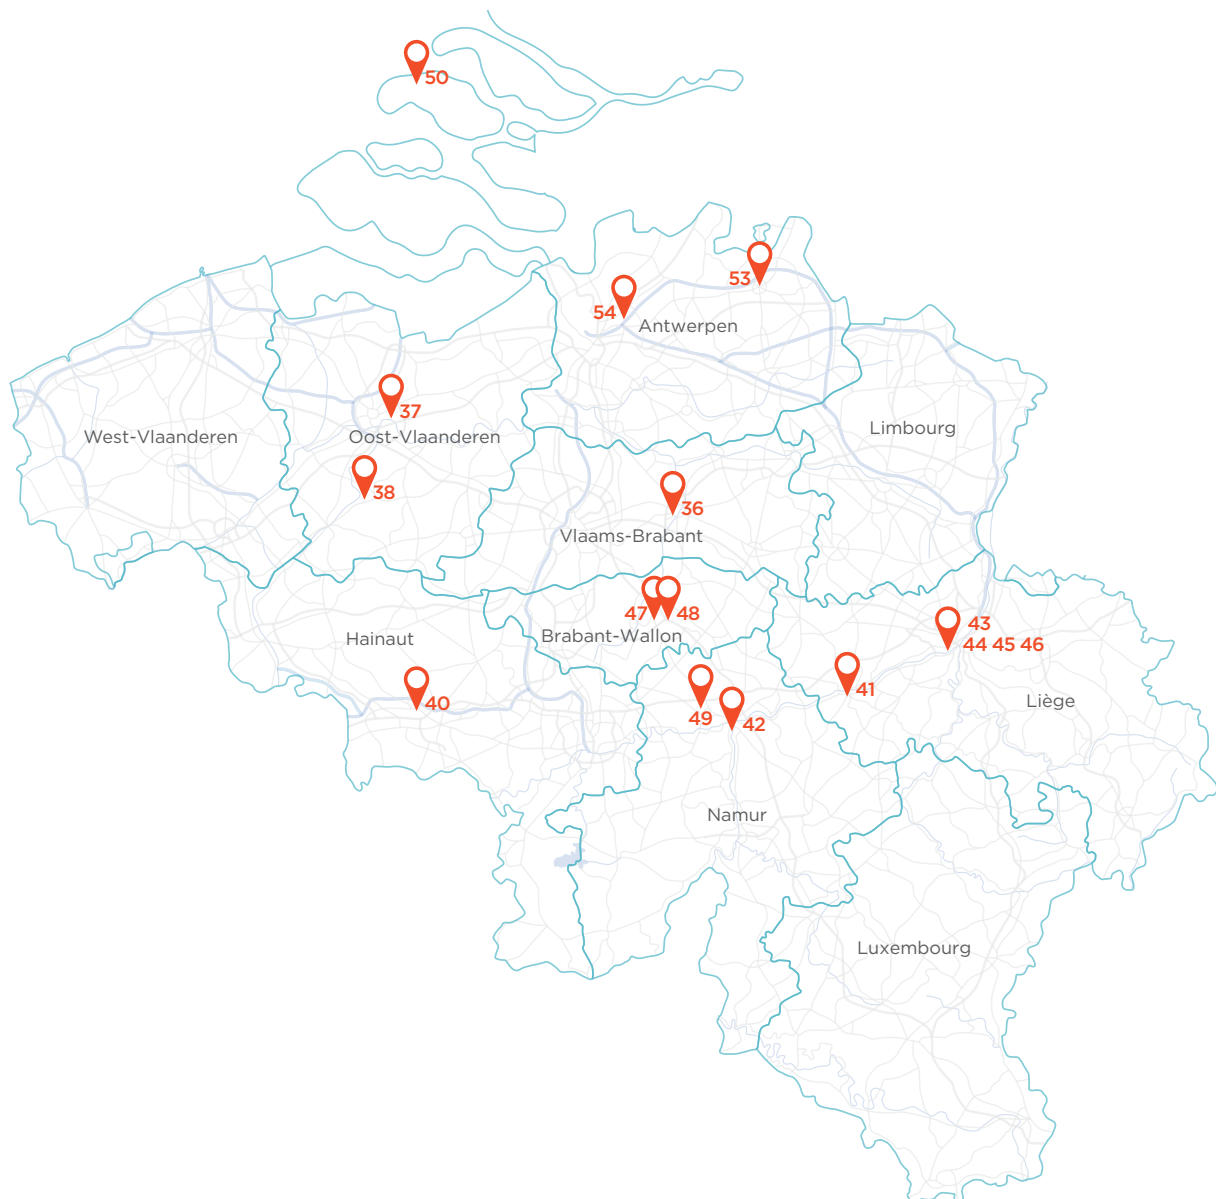 50
53
54
Antwerpen
37
West-Vlaanderen
Oost-Vlaanderen
Limbourg
38
36
Vlaams-Brabant
47
48
43
44 45 46
Hainaut
Brabant-Wallon
41
40
49
42
Liège
Namur
Luxembourg